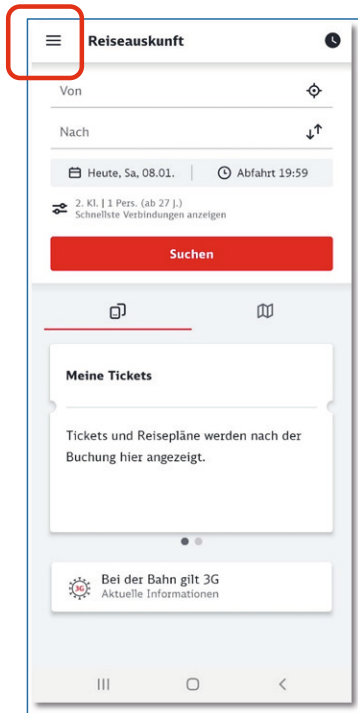 Reiseauskunft
Von
Nach
Heute, Sa, 08.01.
Abfahrt 19:59
2. Kl. | 1 Pers. (ab 27 J.)
Schnellste Verbindungen anzeigen
Suchen
Meine Tickets
Tickets und Reisepläne werden nach der
Buchung hier angezeigt.
3G
Bei der Bahn gilt 3G
Aktuelle Informationen